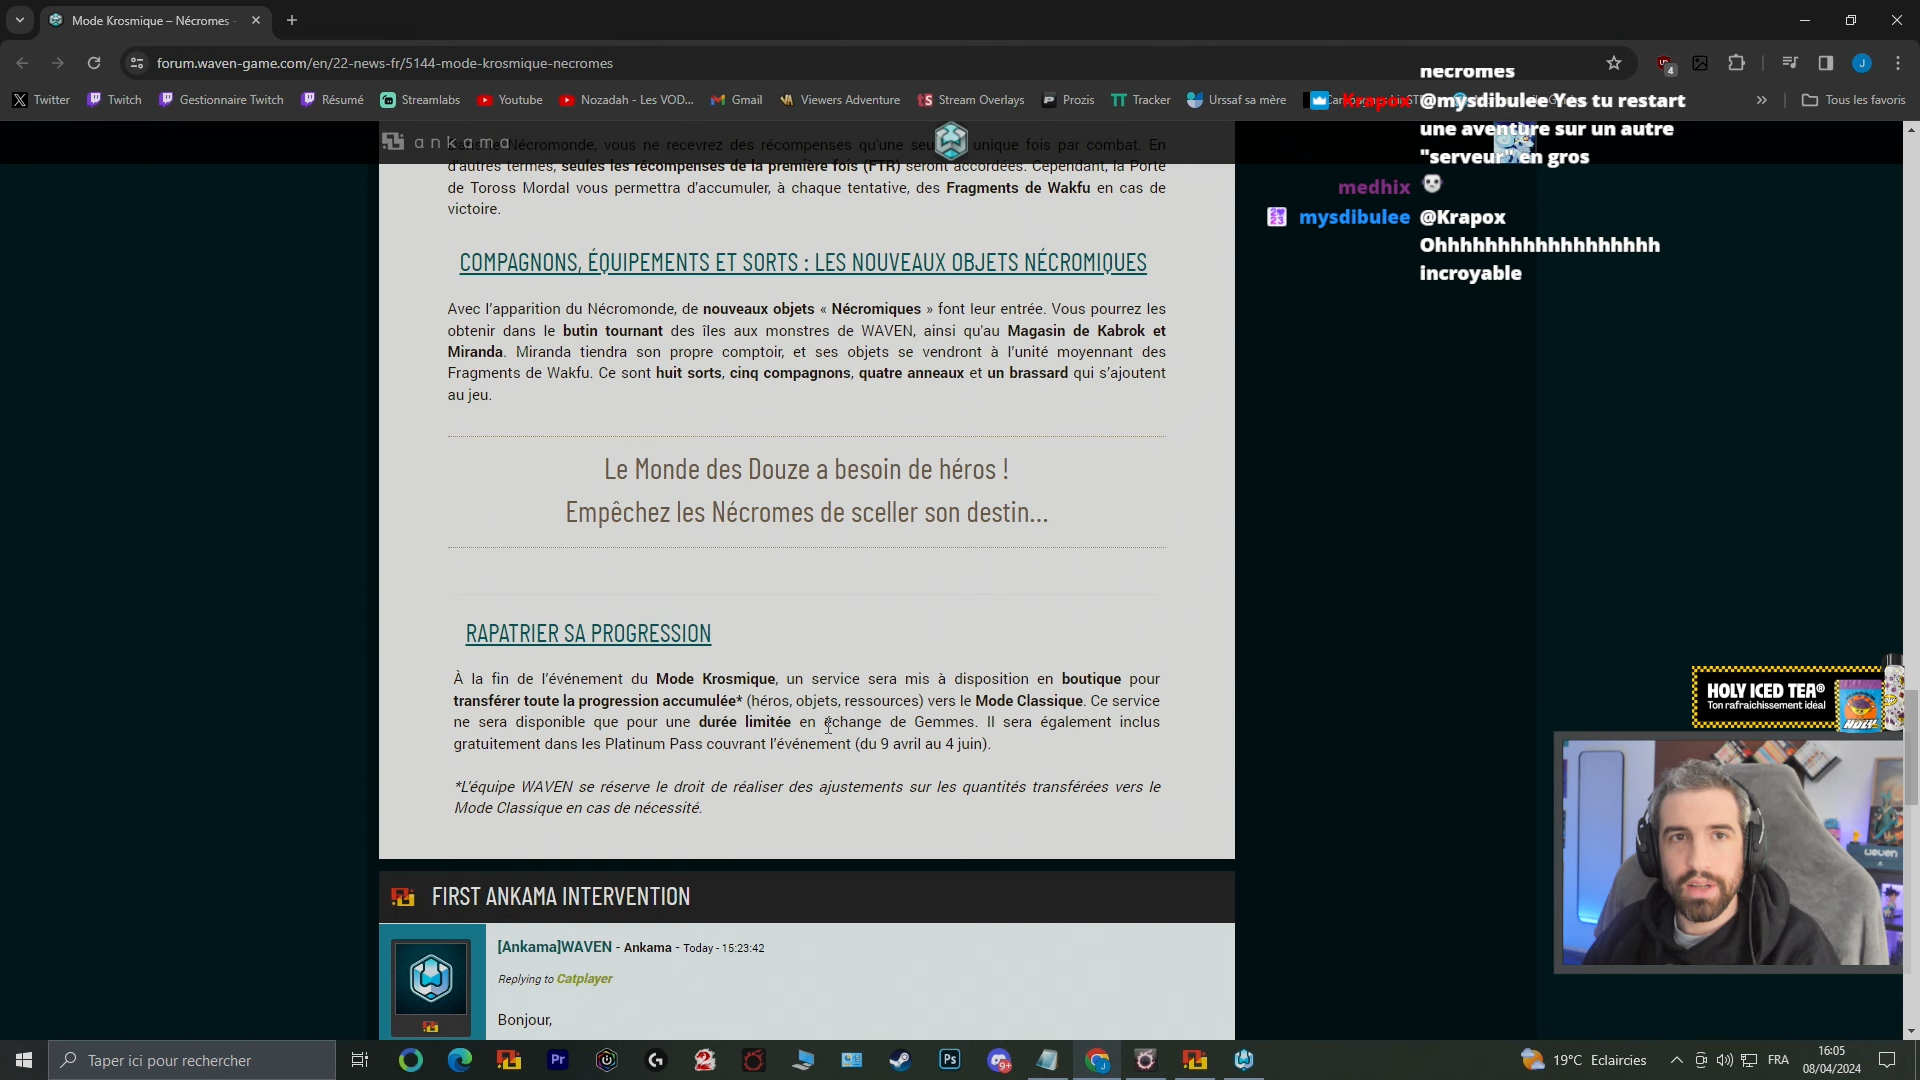 Mode Krosmique – Nécromes -
forum.waven-game.com/en/22-news-fr/5144-mode-krosmique-necromes
Twitter
Twitch
Gestionnaire Twitch
Résumé
Streamlabs
Youtube
Nozadah - Les VOD...
Gmail
Viewers Adventure
Stream Overlays
Prozis
Tracker
Urssaf sa mère
Tous les favoris
necromes
Krapox @mysdibulee Yes tu restart
une aventure sur un autre
"serveur" en gros
medhix
mysdibulee @Krapox
Ohhhhhhhhhhhhhhhhhh
incroyable
ankama
Nécromonde, vous ne recevrez des récompenses qu'une unique fois par combat. En
d'autres termes, seules les récompenses de la première fois (FTR) seront accordées. Cependant, la Porte
de Toross Mordal vous permettra d'accumuler, à chaque tentative, des Fragments de Wakfu en cas de
victoire.
COMPAGNONS, ÉQUIPEMENTS ET SORTS : LES NOUVEAUX OBJETS NÉCROMIQUES
Avec l'apparition du Nécromonde, de nouveaux objets « Nécromiques » font leur entrée. Vous pourrez les
obtenir dans le butin tournant des îles aux monstres de WAVEN, ainsi qu'au Magasin de Kabrok et
Miranda. Miranda tiendra son propre comptoir, et ses objets se vendront à l'unité moyennant des
Fragments de Wakfu. Ce sont huit sorts, cinq compagnons, quatre anneaux et un brassard qui s'ajoutent
au jeu.
Le Monde des Douze a besoin de héros !
Empêchez les Nécromes de sceller son destin...
RAPATRIER SA PROGRESSION
À la fin de l'événement du Mode Krosmique, un service sera mis à disposition en boutique pour
transférer toute la progression accumulée* (héros, objets, ressources) vers le Mode Classique. Ce service
ne sera disponible que pour une durée limitée en échange de Gemmes. Il sera également inclus
gratuitement dans les Platinum Pass couvrant l'événement (du 9 avril au 4 juin).
*L'équipe WAVEN se réserve le droit de réaliser des ajustements sur les quantités transférées vers le
Mode Classique en cas de nécessité.
HOLY ICED TEA®
Ton rafraichissement idéal
HOLY
FIRST ANKAMA INTERVENTION
[Ankama]WAVEN - Ankama - Today - 15:23:42
Replying to Catplayer
Bonjour,
Taper ici pour rechercher
19°C Eclaircies
FRA
16:05
08/04/2024